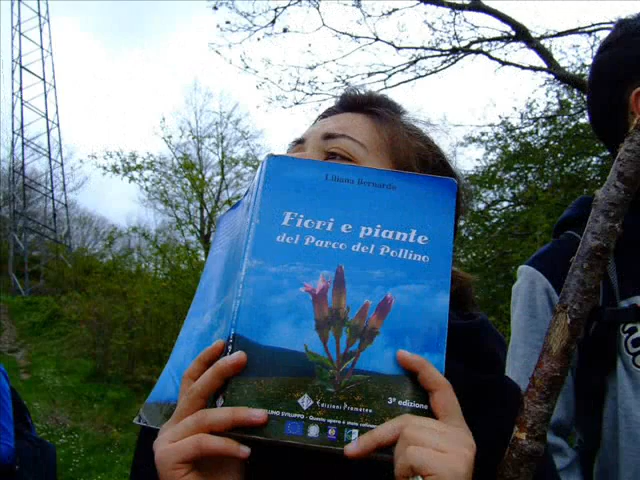 Liliana Bernardo
Fiori e piante
del Parco del Pollino
Edizioni Prometeo
3ª edizione